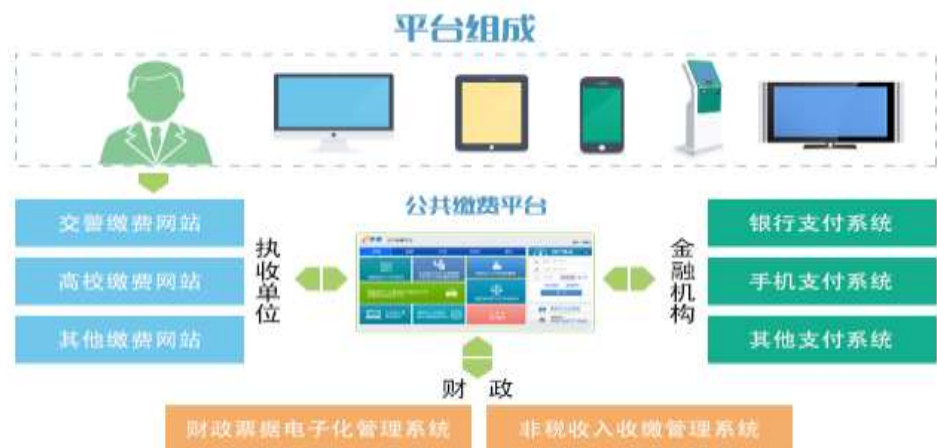 平台组成
公共缴费平台
交警缴费网站
高校缴费网站
其他缴费网站
执收单位
金融机构
银行支付系统
手机支付系统
其他支付系统
财政
财政票据电子化管理系统
非税收入收缴管理系统